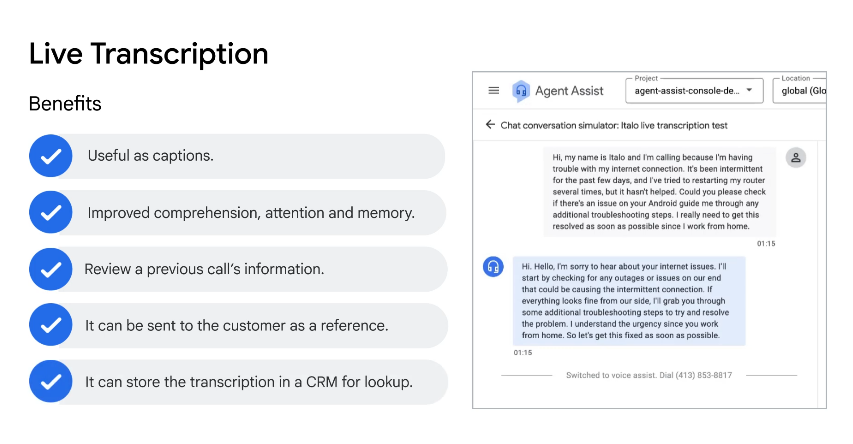 Live Transcription
Benefits
Useful as captions.
Improved comprehension, attention and memory.
Review a previous call's information.
It can be sent to the customer as a reference.
It can store the transcription in a CRM for lookup.
Agent Assist
Project
agent-assist-console-de...
Location
global (Glo
Chat conversation simulator: Italo live transcription test
Hi, my name is Italo and I'm calling because I'm having
trouble with my internet connection. It's been intermittent
for the past few days, and I've tried to restarting my router
several times, but it hasn't helped. Could you please check
if there's an issue on your Android guide me through any
additional troubleshooting steps. I really need to get this
resolved as soon as possible since I work from home.
01:15
Hi. Hello, I'm sorry to hear about your internet issues. I'll
start by checking for any outages or issues on our end
that could be causing the intermittent connection. If
everything looks fine from our side, I'll grab you through
some additional troubleshooting steps to try and resolve
the problem. I understand the urgency since you work
from home. So let's get this fixed as soon as possible.
01:15
Switched to voice assist. Dial (413) 853-8817